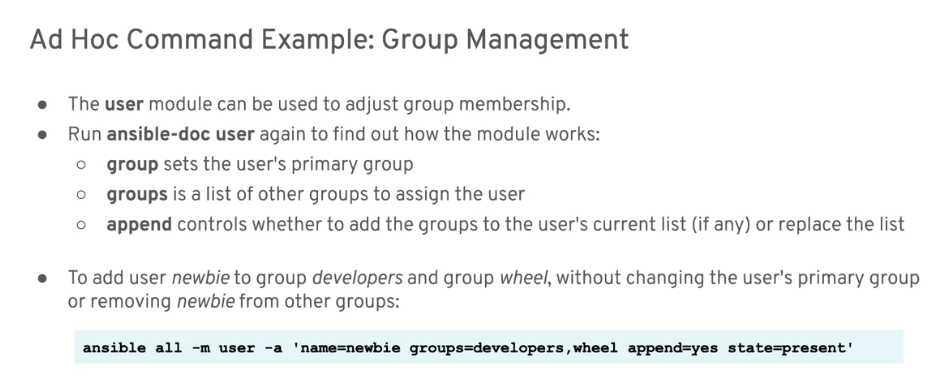 Ad Hoc Command Example: Group Management
● The user module can be used to adjust group membership.
● Run ansible-doc user again to find out how the module works:
○ group sets the user's primary group
○ groups is a list of other groups to assign the user
○ append controls whether to add the groups to the user's current list (if any) or replace the list
● To add user newbie to group developers and group wheel, without changing the user's primary group
or removing newbie from other groups:
ansible all -m user -a 'name=newbie groups=developers,wheel append=yes state=present'